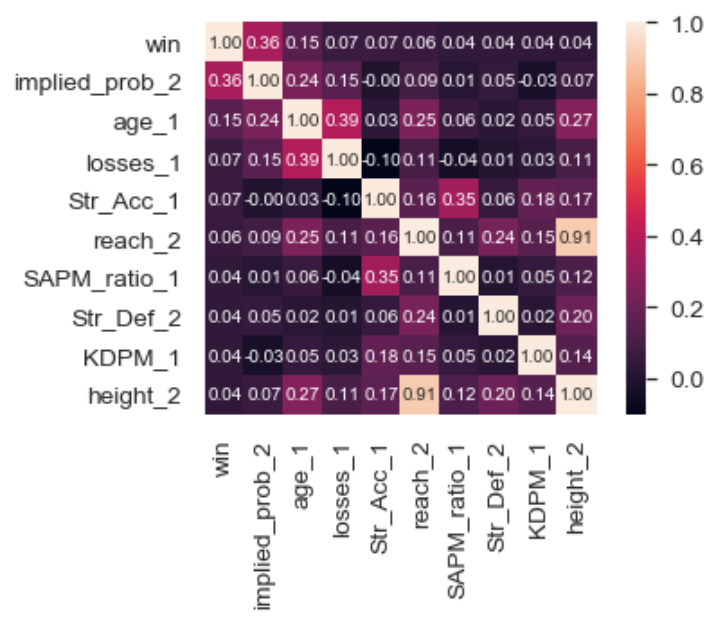 win 1.00 0.36 0.15 0.07 0.07 0.06 0.04 0.04 0.04 0.04
implied_prob_2 0.36 1.00 0.24 0.15 -0.00 0.09 0.01 0.05 -0.03 0.07
age_1 0.15 0.24 1.00 0.39 0.03 0.25 0.06 0.02 0.05 0.27
losses_1 0.07 0.15 0.39 1.00 -0.10 0.11 -0.04 0.01 0.03 0.11
Str_Acc_1 0.07 -0.00 0.03 -0.10 1.00 0.16 0.35 0.06 0.18 0.17
reach_2 0.06 0.09 0.25 0.11 0.16 1.00 0.11 0.24 0.15 0.91
SAPM_ratio_1 0.04 0.01 0.06 -0.04 0.35 0.11 1.00 0.01 0.05 0.12
Str_Def_2 0.04 0.05 0.02 0.01 0.06 0.24 0.01 1.00 0.02 0.20
KDPM_1 0.04 -0.03 0.05 0.03 0.18 0.15 0.05 0.02 1.00 0.14
height_2 0.04 0.07 0.27 0.11 0.17 0.91 0.12 0.20 0.14 1.00
win
implied_prob_2
age_1
losses_1
Str_Acc_1
reach_2
SAPM_ratio_1
Str_Def_2
KDPM_1
height_2
1.0
0.8
0.6
0.4
0.2
0.0